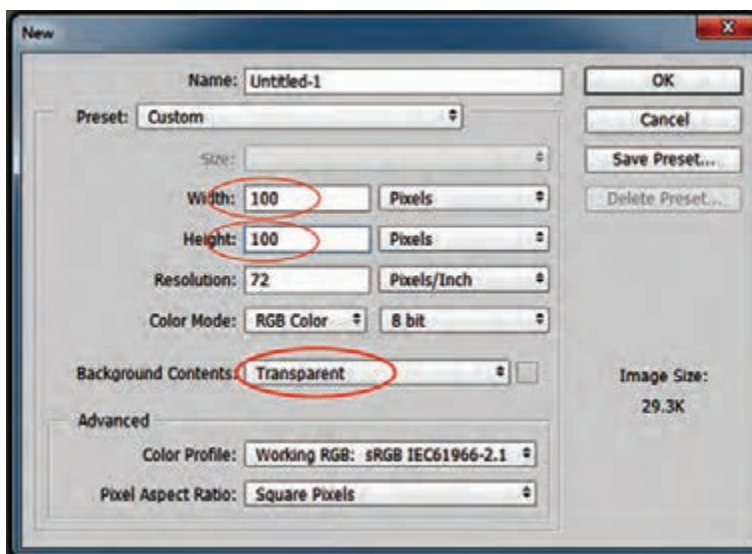 New
Name: Untitled-1
OK
Preset: Custom
Cancel
Size:
Save Preset...
Width: 100 Pixels
Delete Preset...
Height: 100 Pixels
Resolution: 72 Pixels/Inch
Color Mode: RGB Color 8 bit
Background Contents: Transparent
Image Size:
29.3K
Advanced
Color Profile: Working RGB: sRGB IEC61966-2.1
Pixel Aspect Ratio: Square Pixels